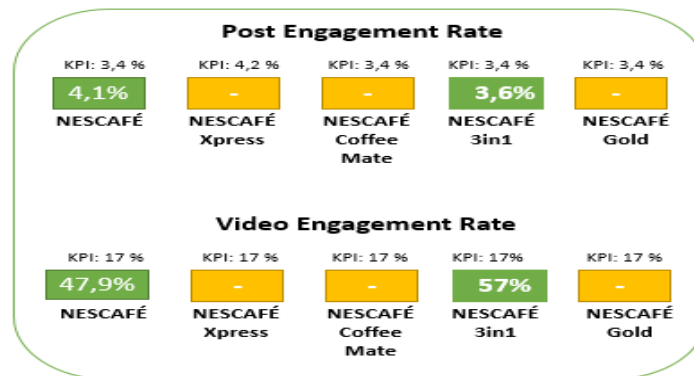 Post Engagement Rate
KPI: 3,4 % KPI: 4,2 % KPI: 3,4 % KPI: 3,4 % KPI: 3,4 %
4,1% - - 3,6% -
NESCAFÉ NESCAFÉ NESCAFÉ NESCAFÉ NESCAFÉ
Xpress Coffee 3in1 Gold
Mate
Video Engagement Rate
KPI: 17 % KPI: 17 % KPI: 17 % KPI: 17% KPI: 17 %
47,9% - - 57% -
NESCAFÉ NESCAFÉ NESCAFÉ NESCAFÉ NESCAFÉ
Xpress Coffee 3in1 Gold
Mate